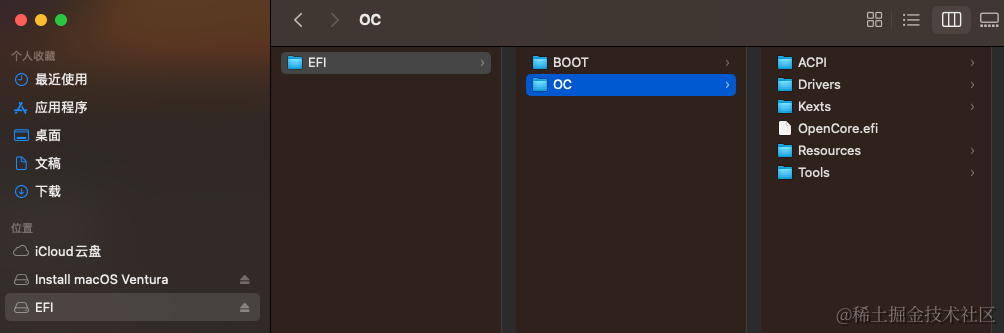 OC
个人收藏
最近使用
应用程序
桌面
文稿
下载
位置
iCloud云盘
Install macOS Ventura
EFI
EFI
BOOT
OC
ACPI
Drivers
Kexts
OpenCore.efi
Resources
Tools
@稀土掘金技术社区